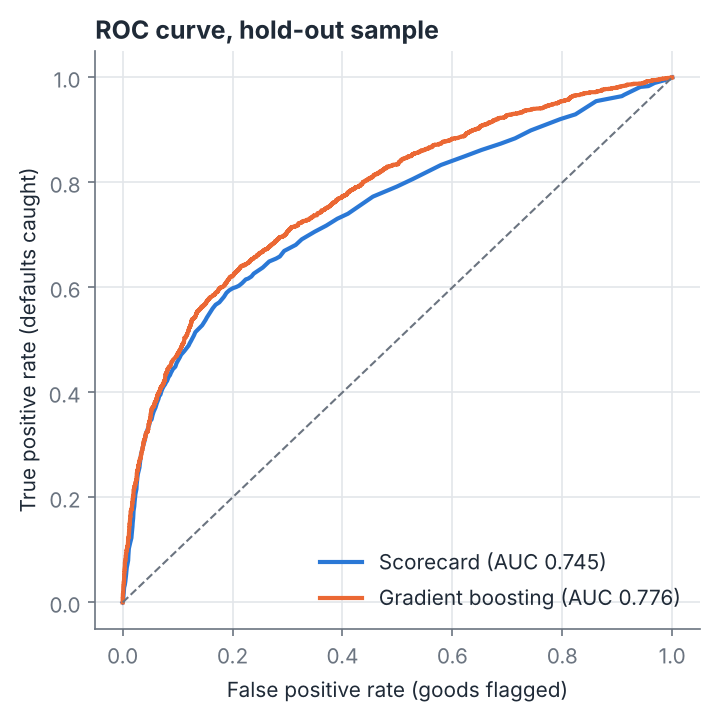 ROC curve, hold-out sample
True positive rate (defaults caught)
1.0
0.8
0.6
0.4
0.2
0.0
Scorecard (AUC 0.745)
Gradient boosting (AUC 0.776)
0.0 0.2 0.4 0.6 0.8 1.0
False positive rate (goods flagged)